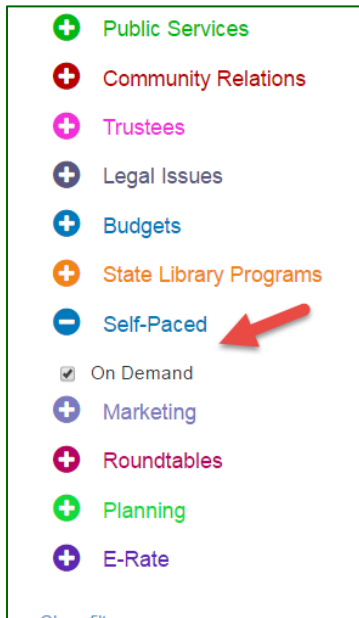 Public Services
Community Relations
Trustees
Legal Issues
Budgets
State Library Programs
Self-Paced
On Demand
Marketing
Roundtables
Planning
E-Rate